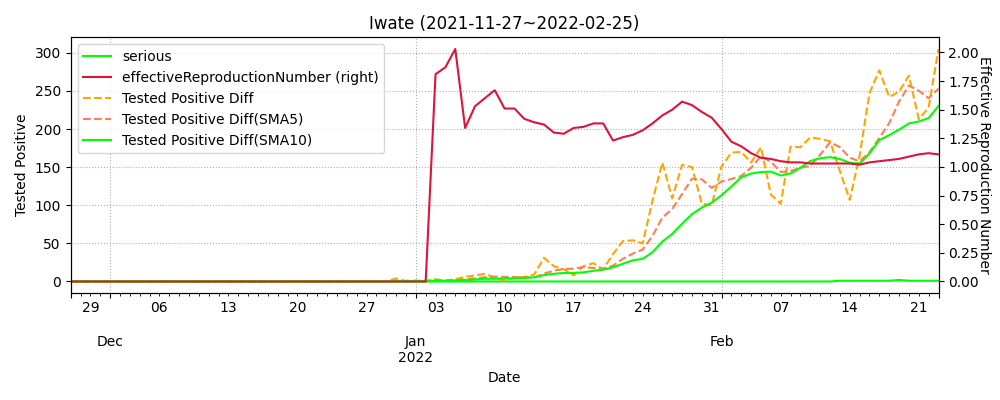 Iwate (2021-11-27~2022-02-25)
serious
effectiveReproductionNumber (right)
Tested Positive Diff
Tested Positive Diff(SMA5)
Tested Positive Diff(SMA10)
Tested Positive
300
250
200
150
100
50
0
2.00
1.75
1.50
1.25
1.00
0.75
0.50
0.25
0.00
Effective Reproduction Number
29 06 13 20 27 03 10 17 24 31 07 14 21
Dec Jan Feb
2022
Date